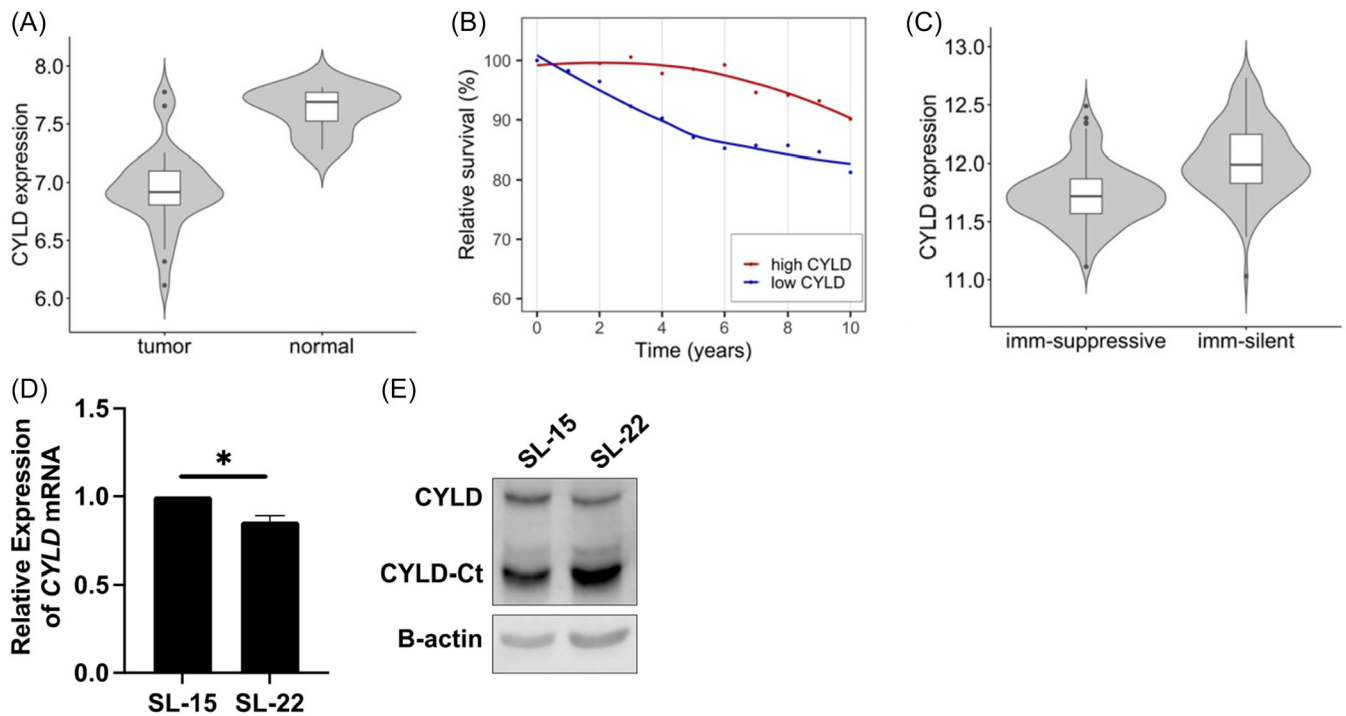 (A)
CYLD expression
8.0
7.5
7.0
6.5
6.0
tumor normal
(B)
Relative survival (%)
100
90
80
70
60
high CYLD
low CYLD
0 2 4 6 8 10
Time (years)
(C)
CYLD expression
13.0
12.5
12.0
11.5
11.0
imm-suppressive imm-silent
(D)
Relative Expression
of CYLD mRNA
1.5
1.0
0.5
0.0
*
SL-15 SL-22
(E)
SL-15 SL-22
CYLD
CYLD-Ct
B-actin